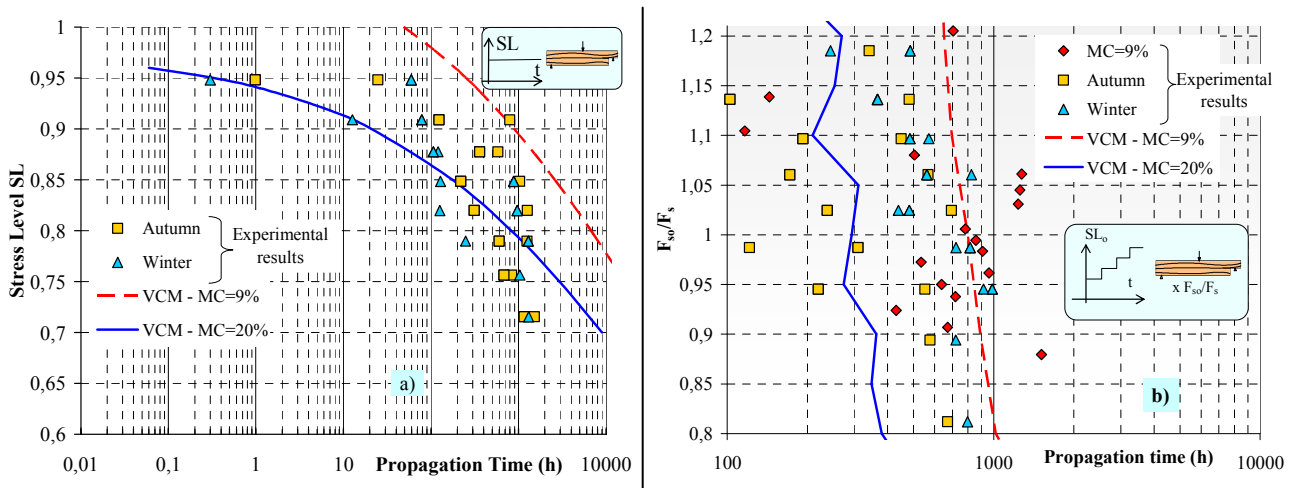 1
0,95
0,9
0,85
0,8
0,75
0,7
0,65
0,6
Stress Level SL
SL
t
Autumn
Winter
Experimental
results
VCM - MC=9%
VCM - MC=20%
a)
0,01
0,1
1
10
Propagation Time (h)
10000
1,2
1,15
1,1
1,05
1
0,95
0,9
0,85
0,8
Fso/Fs
MC=9%
Autumn
Winter
Experimental
results
VCM - MC=9%
VCM - MC=20%
SLo
t
x Fso/Fs
b)
100
1000
Propagation time (h)
10000